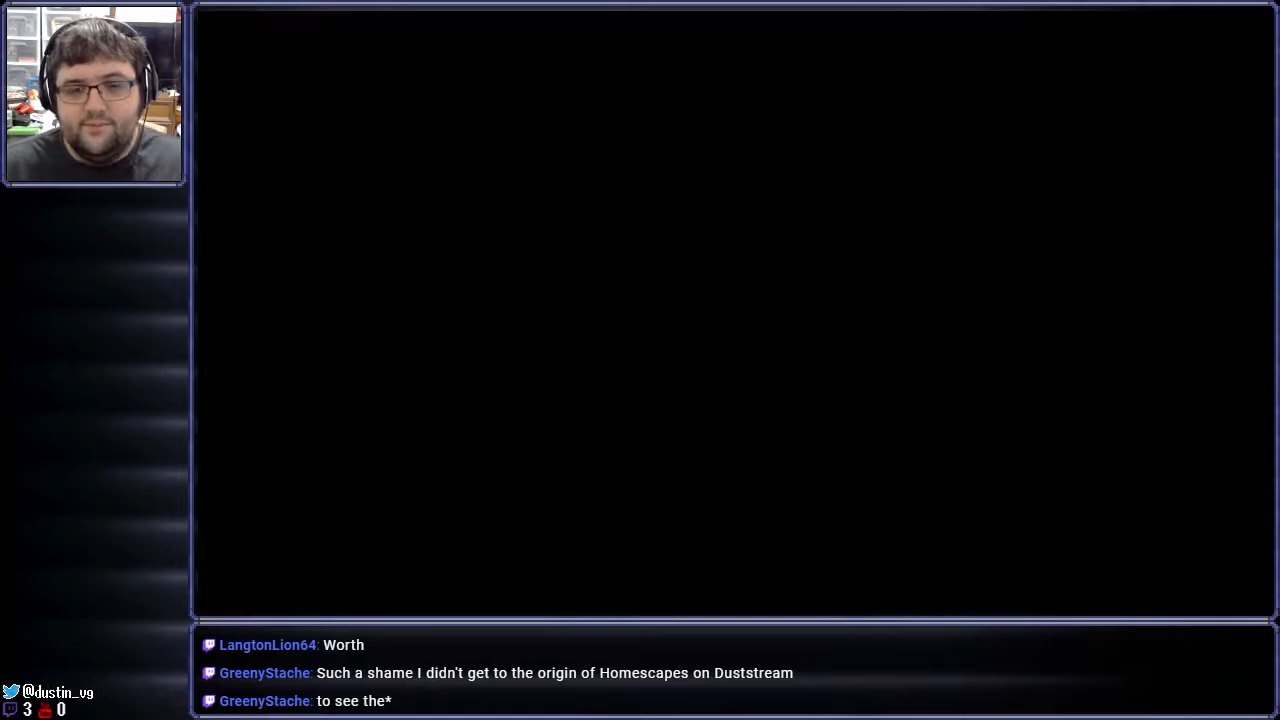 LangtonLion64: Worth
GreenyStache: Such a shame I didn't get to the origin of Homescapes on Duststream
GreenyStache: to see the*
@dustin_vg
3 0